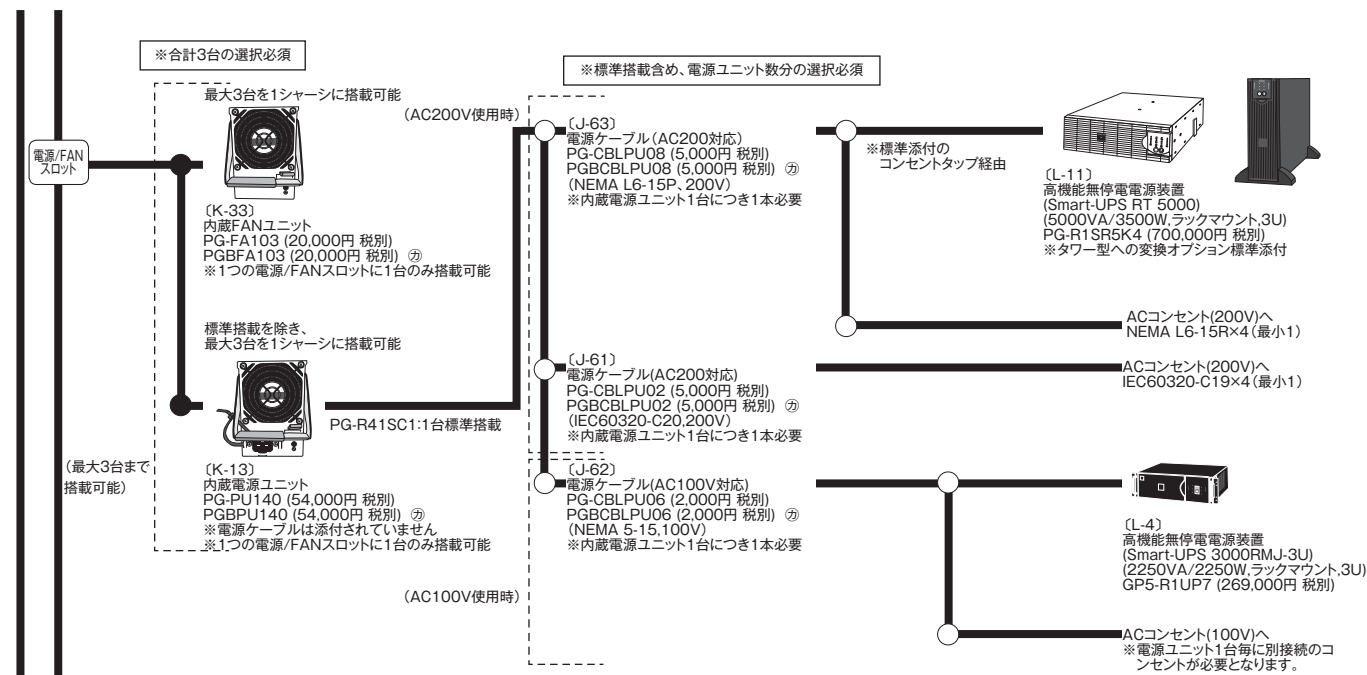 ※合計3台の選択必須
最大3台を1シャーシに搭載可能
電源/FAN
スロット
〔K-33〕
内蔵FANユニット
PG-FA103 (20,000円 税別)
PGBFA103 (20,000円 税別) ㋕
※1つの電源/FANスロットに1台のみ搭載可能
標準搭載を除き、
最大3台を1シャーシに搭載可能
PG-R41SC1:1台標準搭載
(最大3台まで
搭載可能)
〔K-13〕
内蔵電源ユニット
PG-PU140 (54,000円 税別)
PGBPU140 (54,000円 税別) ㋕
※電源ケーブルは添付されていません
※1つの電源/FANスロットに1台のみ搭載可能
※標準搭載含め、電源ユニット数分の選択必須
(AC200V使用時)
〔J-63〕
電源ケーブル(AC200対応)
PG-CBLPU08 (5,000円 税別)
PGBCBLPU08 (5,000円 税別) ㋕
(NEMA L6-15P、200V)
※内蔵電源ユニット1台につき1本必要
〔J-61〕
電源ケーブル(AC200対応)
PG-CBLPU02 (5,000円 税別)
PGBCBLPU02 (5,000円 税別) ㋕
(IEC60320-C20,200V)
※内蔵電源ユニット1台につき1本必要
〔J-62〕
電源ケーブル(AC100V対応)
PG-CBLPU06 (2,000円 税別)
PGBCBLPU06 (2,000円 税別) ㋕
(NEMA 5-15,100V)
※内蔵電源ユニット1台につき1本必要
(AC100V使用時)
※標準添付の
コンセントタップ経由
〔L-11〕
高機能無停電電源装置
(Smart-UPS RT 5000)
(5000VA/3500W,ラックマウント,3U)
PG-R1SR5K4 (700,000円 税別)
※タワー型への変換オプション標準添付
ACコンセント(200V)へ
NEMA L6-15R×4(最小1)
ACコンセント(200V)へ
IEC60320-C19×4(最小1)
〔L-4〕
高機能無停電電源装置
(Smart-UPS 3000RMJ-3U)
(2250VA/2250W,ラックマウント,3U)
GP5-R1UP7 (269,000円 税別)
ACコンセント(100V)へ
※電源ユニット1台毎に別接続のコ
ンセントが必要となります。